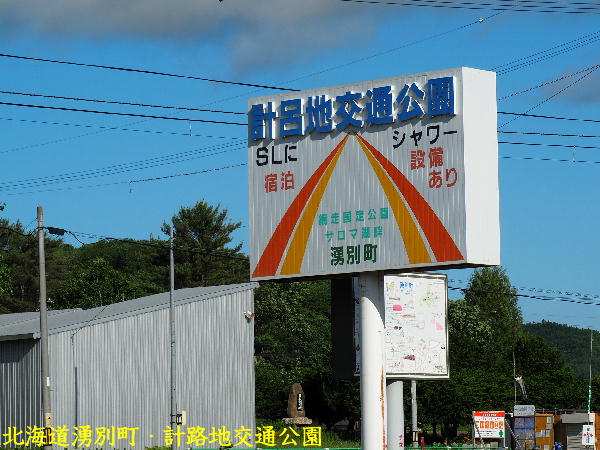 計呂地交通公園
SLに
宿泊
シャワー
設備
あり
網走国定公園
サロマ湖畔
湧別町
北海道湧別町・計路地交通公園